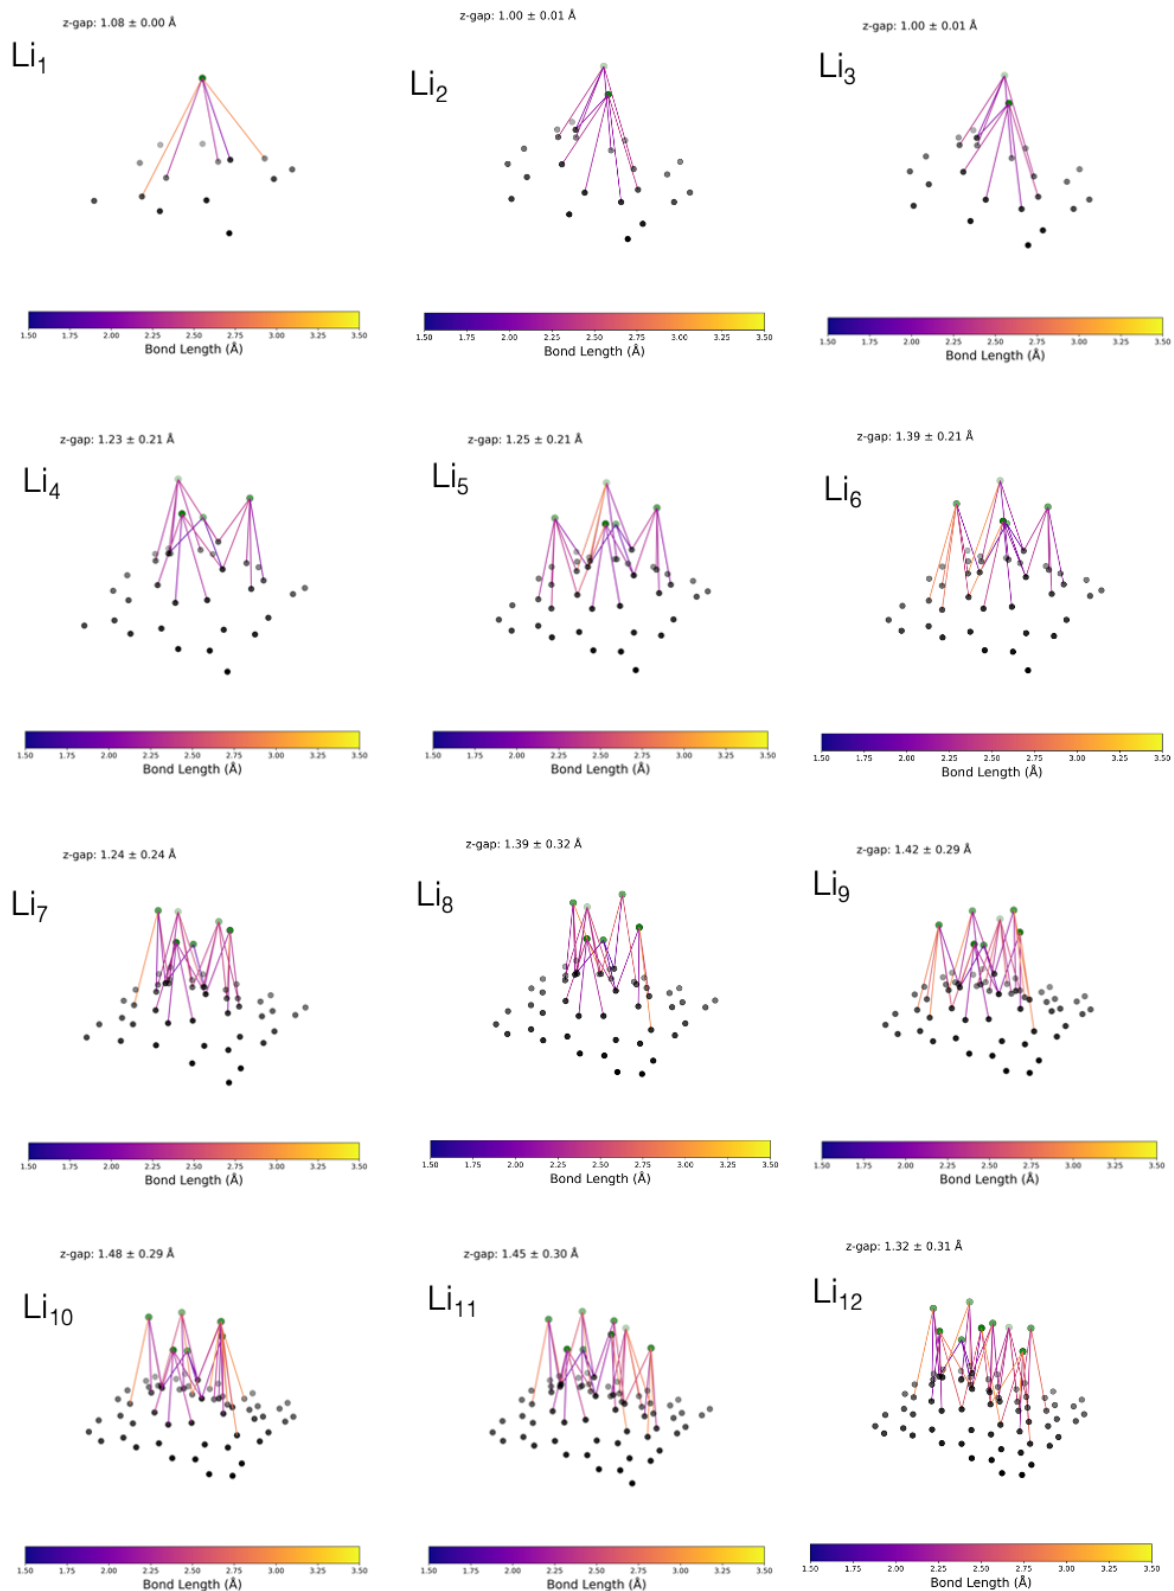 z-gap: 1.08 ± 0.00 Å
Li1
1.50 1.75 2.00 2.25 2.50 2.75 3.00 3.25 3.50
Bond Length (Å)
z-gap: 1.00 ± 0.01 Å
Li2
1.50 1.75 2.00 2.25 2.50 2.75 3.00 3.25 3.50
Bond Length (Å)
z-gap: 1.00 ± 0.01 Å
Li3
1.50 1.75 2.00 2.25 2.50 2.75 3.00 3.25 3.50
Bond Length (Å)
z-gap: 1.23 ± 0.21 Å
Li4
1.50 1.75 2.00 2.25 2.50 2.75 3.00 3.25 3.50
Bond Length (Å)
z-gap: 1.25 ± 0.21 Å
Li5
1.50 1.75 2.00 2.25 2.50 2.75 3.00 3.25 3.50
Bond Length (Å)
z-gap: 1.39 ± 0.21 Å
Li6
1.50 1.75 2.00 2.25 2.50 2.75 3.00 3.25 3.50
Bond Length (Å)
z-gap: 1.24 ± 0.24 Å
Li7
1.50 1.75 2.00 2.25 2.50 2.75 3.00 3.25 3.50
Bond Length (Å)
z-gap: 1.39 ± 0.32 Å
Li8
1.50 1.75 2.00 2.25 2.50 2.75 3.00 3.25 3.50
Bond Length (Å)
z-gap: 1.42 ± 0.29 Å
Li9
1.50 1.75 2.00 2.25 2.50 2.75 3.00 3.25 3.50
Bond Length (Å)
z-gap: 1.48 ± 0.29 Å
Li10
1.50 1.75 2.00 2.25 2.50 2.75 3.00 3.25 3.50
Bond Length (Å)
z-gap: 1.45 ± 0.30 Å
Li11
1.50 1.75 2.00 2.25 2.50 2.75 3.00 3.25 3.50
Bond Length (Å)
z-gap: 1.32 ± 0.31 Å
Li12
1.50 1.75 2.00 2.25 2.50 2.75 3.00 3.25 3.50
Bond Length (Å)